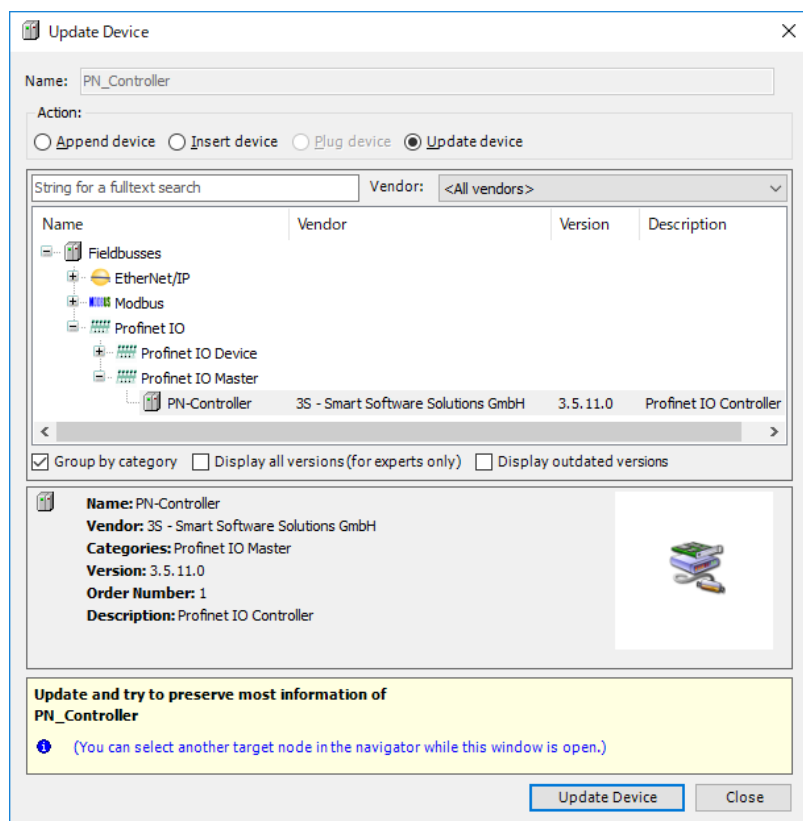 Update Device
Name: PN_Controller
Action:
Append device Insert device Plug device Update device
String for a fulltext search Vendor: <All vendors>
Name Vendor Version Description
Fieldbusses
EtherNet/IP
MODBUS Modbus
Profinet IO
Profinet IO Device
Profinet IO Master
PN-Controller 3S - Smart Software Solutions GmbH 3.5.11.0 Profinet IO Controller
Group by category Display all versions (for experts only) Display outdated versions
Name: PN-Controller
Vendor: 3S - Smart Software Solutions GmbH
Categories: Profinet IO Master
Version: 3.5.11.0
Order Number: 1
Description: Profinet IO Controller
Update and try to preserve most information of
PN_Controller
(You can select another target node in the navigator while this window is open.)
Update Device Close